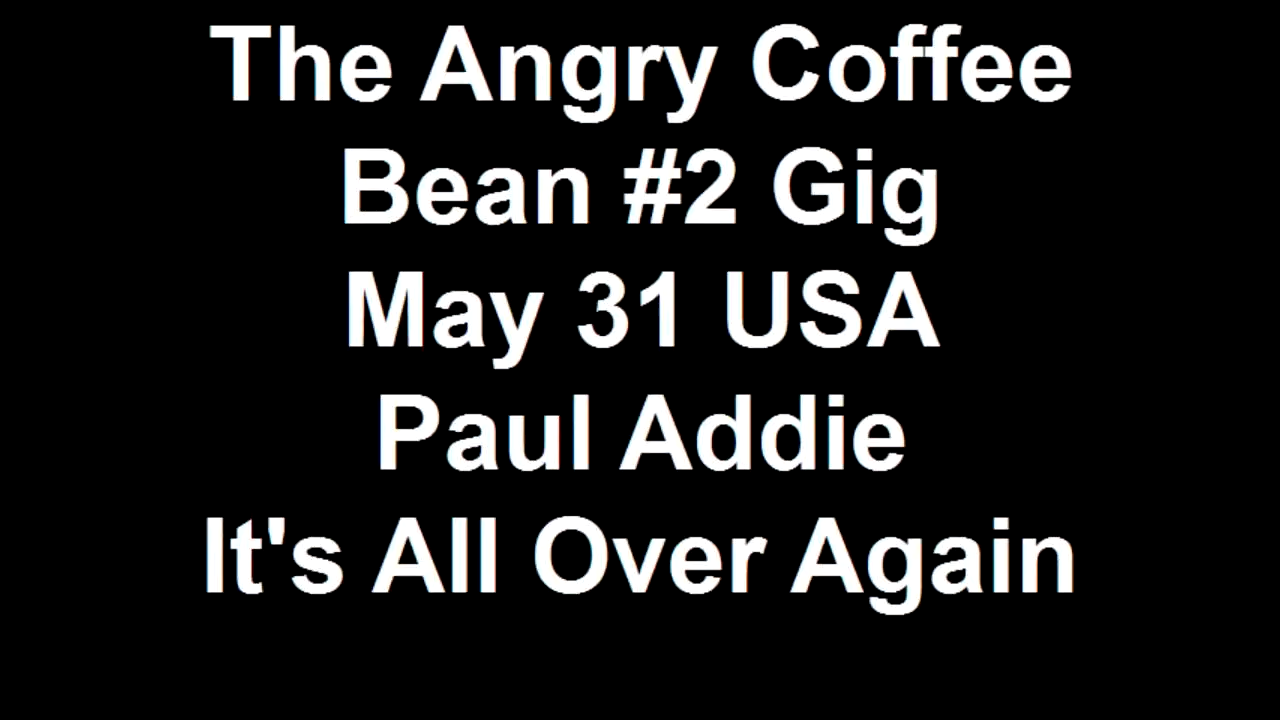 The Angry Coffee
Bean #2 Gig
May 31 USA
Paul Addie
It's All Over Again